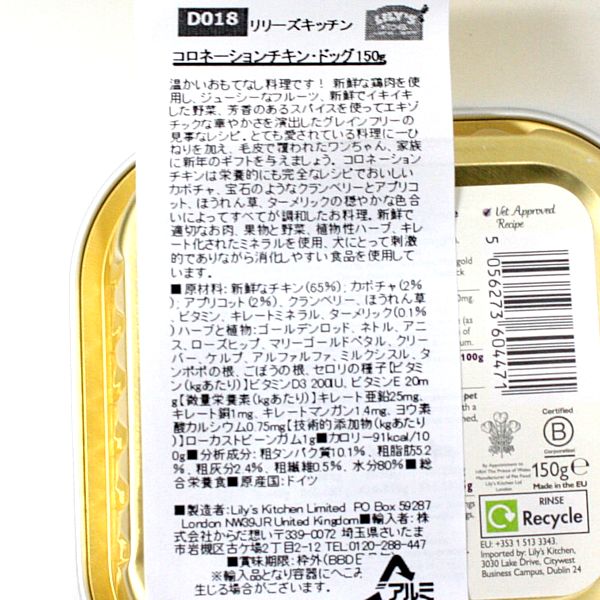 D018 リリーズキッチン
LILY'S
KITCHEN
コロネーションチキン・ドッグ150g
温かいおもてなし料理です！ 新鮮な鶏肉を使
用し、ジューシーなフルーツ、新鮮でイキイキ
した野菜、芳香のあるスパイスを使ってエキゾ
チックな華やかさを演出したグレインフリーの
見事なレシピ。とても愛されている料理に一ひ
ねりを加え、毛皮で覆われたワンちゃん、家族
に新年のギフトを与えましょう。コロネーション
チキンは栄養的にも完全なレシピでおいしい
カボチャ、宝石のようなクランベリーとアプリコ
ット、ほうれん草、ターメリックの穏やかな色合
いによってすべてが調和したお料理。新鮮で
適切なお肉、果物と野菜、植物性ハーブ、キレ
ート化されたミネラルを使用、犬にとって刺激
的でありながら消化しやすい食品を使用して
います。
■原材料：新鮮なチキン(65%)；カボチャ(2%
)；アプリコット(2%)、クランベリー、ほうれん草
、ビタミン、キレートミネラル、ターメリック(0.1%
)ハーブと植物：ゴールデンロッド、ネトル、アニ
ス、ローズヒップ、マリーゴールドペタル、クリー
バー、ケルプ、アルファルファ、ミルクシスル、タ
ンポポの根、ごぼうの根、セロリの種子【ビタミ
ン(kgあたり)】ビタミンD3 200IU、ビタミンE 20m
g【微量栄養素(kgあたり)】キレート亜鉛25mg、
キレート銅1mg、キレートマンガン1.4mg、ヨウ素
酸カルシウム0.75mg【技術的添加物(kgあたり
)】ローカストビーンガム1g■カロリー91kcal/10
0g■分析成分：粗タンパク質10.1%、粗脂肪5.2
%、粗灰分2.4%、粗繊維0.5%、水分80%■総
合栄養食■原産国：ドイツ
■製造者：Lily's Kitchen Limited PO Box 59287
London NW39JR United Kingdom■輸入者：株
式会社からだ想い〒339-0072 埼玉県さいたま
市岩槻区古ケ場2丁目2-12 TEL0120-288-447
■賞味期限：枠外(BBDE
※輸入品となり容器にへこみ
生じる場合がございます。
アルミ
Vet Approved
Recipe
5 056273 604471
gold
0mg.
(as
100g
pet
with a
Certified
B
Corporation
By Appointment to
HRH The Prince of Wales
Manufacturer of Pet Food
Lily's Kitchen Ltd
London
150g e
Made in the EU
RINSE
Recycle
EU: +353 1 513 3343.
Imported by: Lily's Kitchen,
3030 Lake Drive, Citywest
Business Campus, Dublin 24